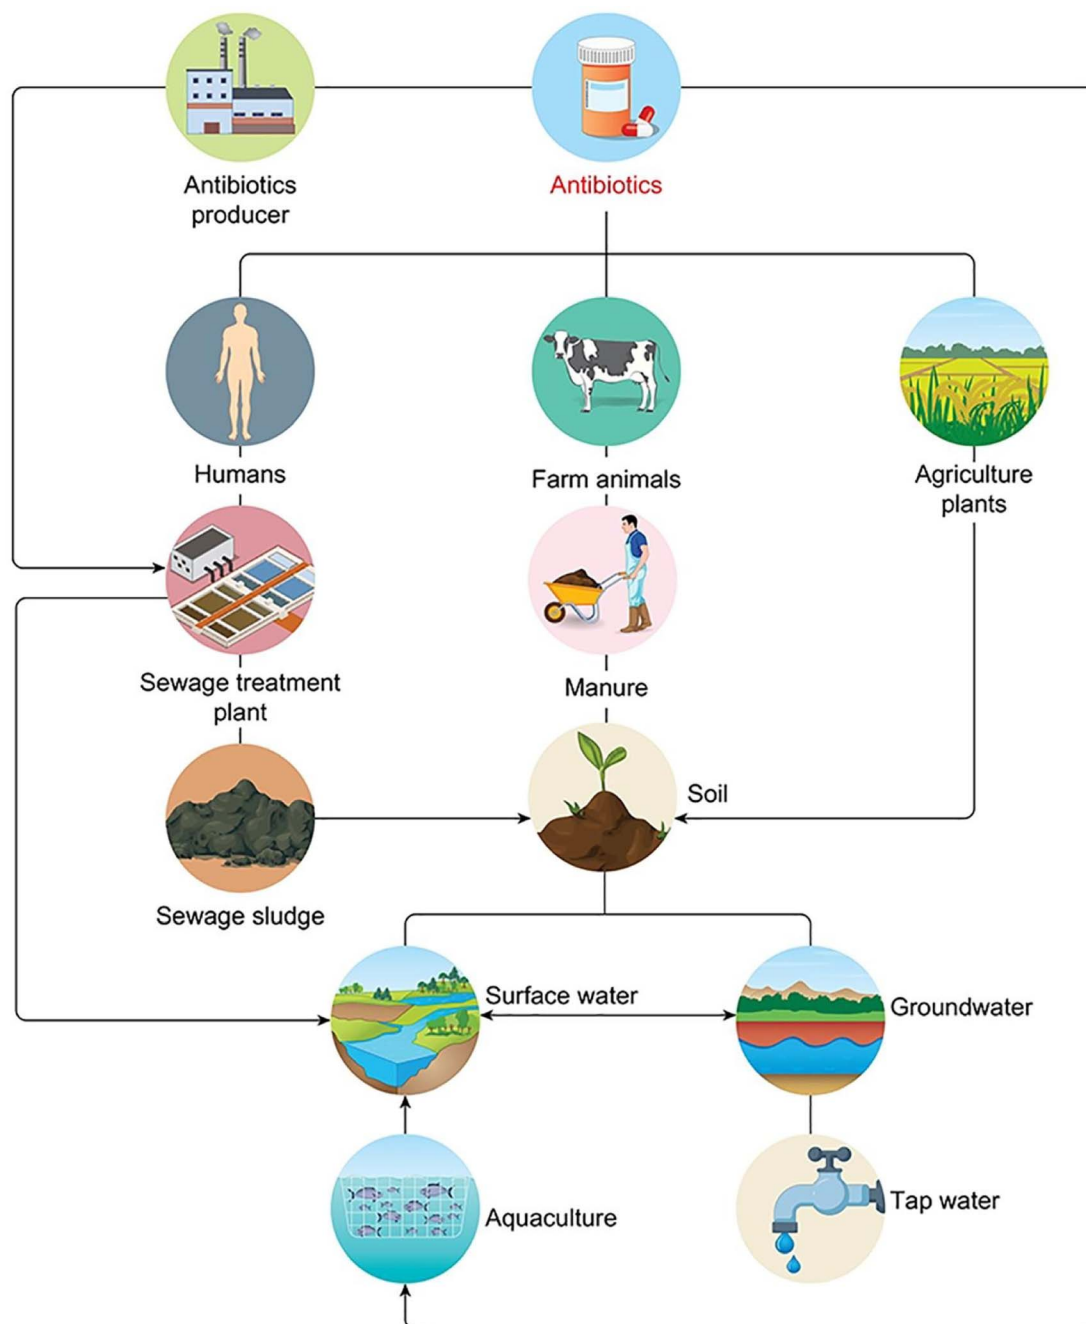 Antibiotics
producer
Antibiotics
Humans
Farm animals
Agriculture
plants
Sewage treatment
plant
Manure
Soil
Sewage sludge
Surface water
Groundwater
Aquaculture
Tap water